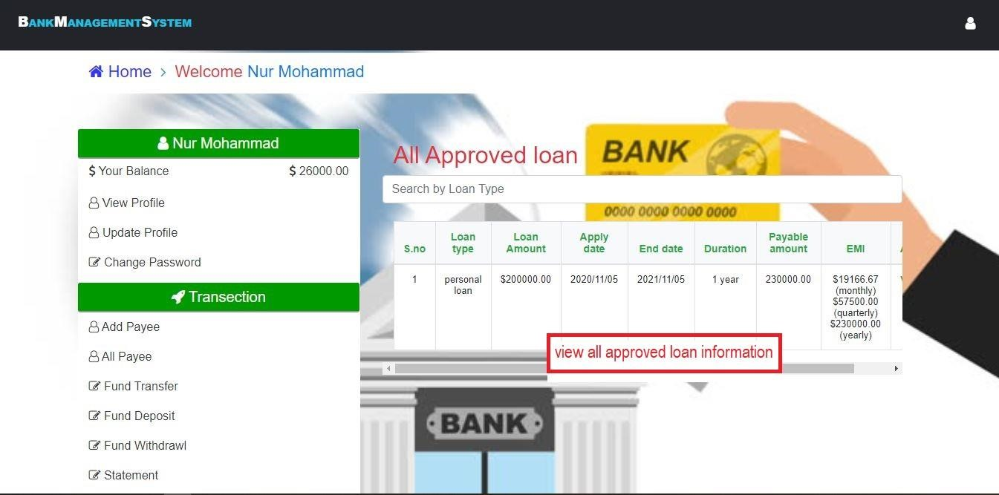 BankManagementSystem
Home > Welcome Nur Mohammad
Nur Mohammad
$ Your Balance $ 26000.00
View Profile
Update Profile
Change Password
Transection
Add Payee
All Payee
Fund Transfer
Fund Deposit
Fund Withdrawl
Statement
All Approved loan
BANK
Search by Loan Type
0000 0000 0000 0000
S.no Loan type Loan Amount Apply date End date Duration Payable amount EMI
1 personal loan $200000.00 2020/11/05 2021/11/05 1 year 230000.00 $19166.67 (monthly) $57500.00 (quarterly) $230000.00 (yearly)
view all approved loan information
BANK